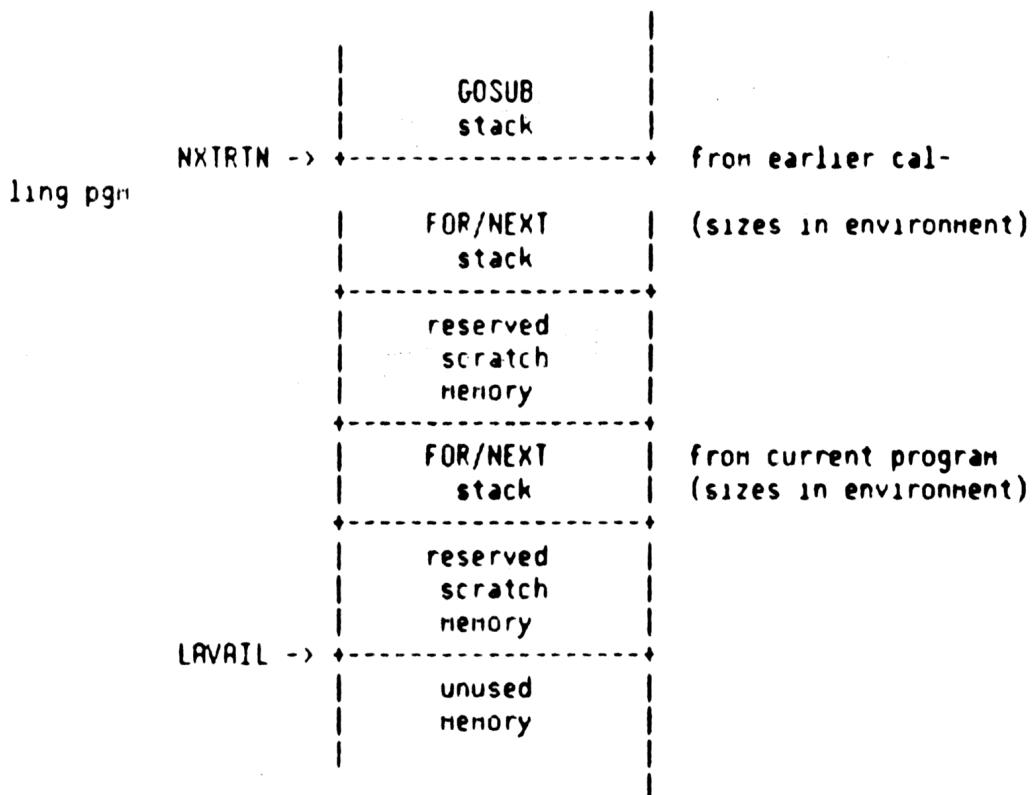 GOSUB
stack
NXTRTN -> +-------------------+ from earlier cal-
ling pgm
FOR/NEXT (sizes in environment)
stack
+-------------------+
reserved
scratch
memory
+-------------------+
FOR/NEXT from current program
stack (sizes in environment)
+-------------------+
reserved
scratch
memory
LAVAIL -> +-------------------+
unused
memory